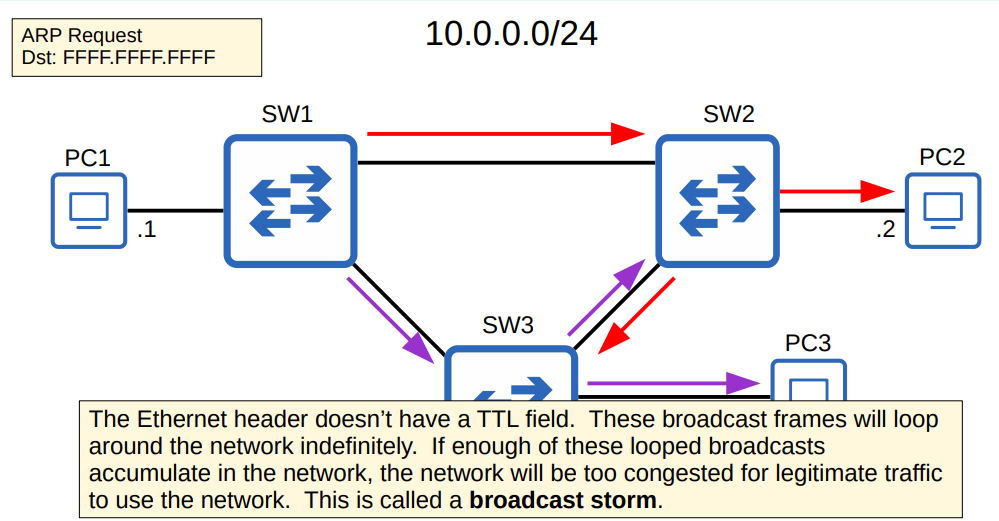 10.0.0.0/24
ARP Request
Dst: FFFF.FFFF.FFFF
SW1
SW2
PC1
PC2
.1
.2
SW3
PC3
The Ethernet header doesn’t have a TTL field.  These broadcast frames will loop
around the network indefinitely.  If enough of these looped broadcasts
accumulate in the network, the network will be too congested for legitimate traffic
to use the network.  This is called a broadcast storm.